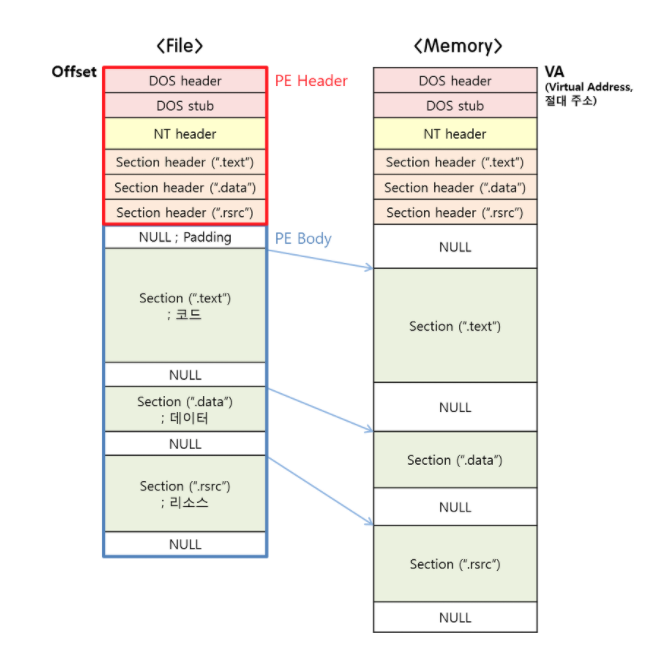 <File>
Offset
DOS header
DOS stub
NT header
Section header (".text")
Section header (".data")
Section header (".rsrc")
PE Header
NULL ; Padding
PE Body
Section (".text")
; 코드
NULL
Section (".data")
; 데이터
NULL
Section (".rsrc")
; 리소스
NULL
<Memory>
VA
(Virtual Address,
절대 주소)
DOS header
DOS stub
NT header
Section header (".text")
Section header (".data")
Section header (".rsrc")
NULL
Section (".text")
NULL
Section (".data")
NULL
Section (".rsrc")
NULL